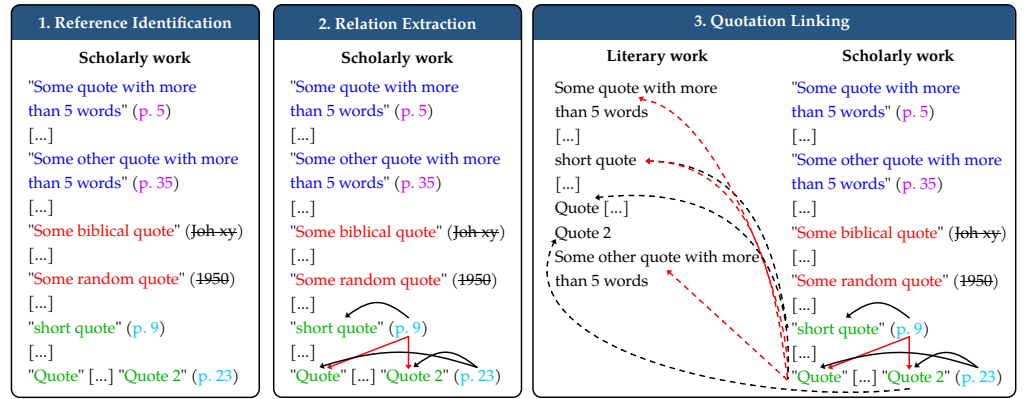 1. Reference Identification
Scholarly work
"Some quote with more
than 5 words" (p. 5)
[...]
"Some other quote with more
than 5 words" (p. 35)
[...]
"Some biblical quote" (Joh xy)
[...]
"Some random quote" (1950)
[...]
"short quote" (p. 9)
[...]
"Quote" [...] "Quote 2" (p. 23)
2. Relation Extraction
Scholarly work
"Some quote with more
than 5 words" (p. 5)
[...]
"Some other quote with more
than 5 words" (p. 35)
[...]
"Some biblical quote" (Joh xy)
[...]
"Some random quote" (1950)
[...]
"short quote" (p. 9)
[...]
"Quote" [...] "Quote 2" (p. 23)
3. Quotation Linking
Literary work
Some quote with more
than 5 words
[...]
short quote
[...]
Quote [...]
Quote 2
Some other quote with more
than 5 words
Scholarly work
"Some quote with more
than 5 words" (p. 5)
[...]
"Some other quote with more
than 5 words" (p. 35)
[...]
"Some biblical quote" (Joh xy)
[...]
"Some random quote" (1950)
[...]
"short quote" (p. 9)
[...]
"Quote" [...] "Quote 2" (p. 23)